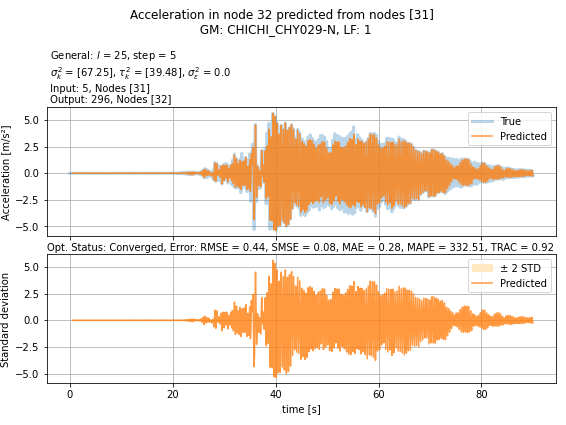 Acceleration in node 32 predicted from nodes [31]
GM: CHICHI_CHY029-N, LF: 1
General: l = 25, step = 5
σ²ₖ = [67.25], τ²ₖ = [39.48], σ²ε = 0.0
Input: 5, Nodes [31]
Output: 296, Nodes [32]
Acceleration [m/s²]
5.0
2.5
0.0
−2.5
−5.0
True
Predicted
Opt. Status: Converged, Error: RMSE = 0.44, SMSE = 0.08, MAE = 0.28, MAPE = 332.51, TRAC = 0.92
Standard deviation
5.0
2.5
0.0
−2.5
−5.0
± 2 STD
Predicted
0 20 40 60 80
time [s]